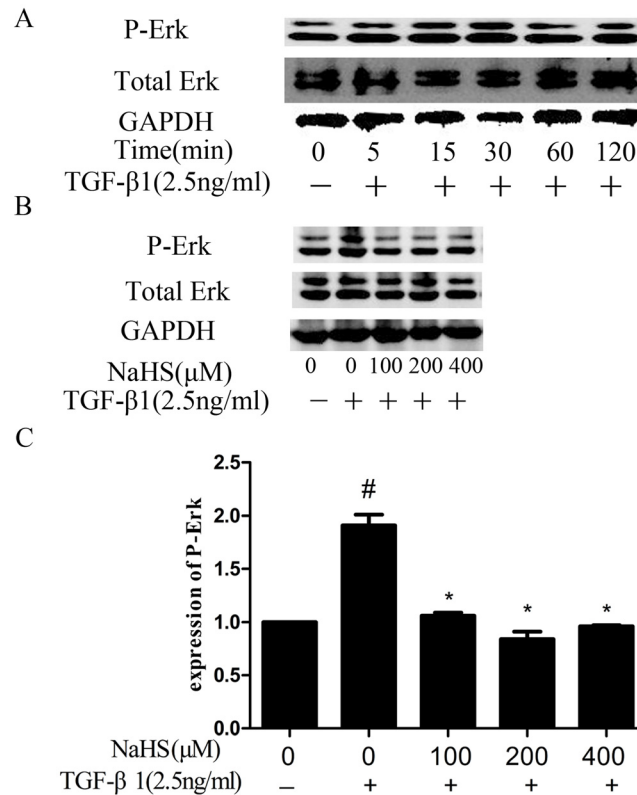 A
P-Erk
Total Erk
GAPDH
Time(min) 0 5 15 30 60 120
TGF-β1(2.5ng/ml) − + + + + +
B
P-Erk
Total Erk
GAPDH
NaHS(μM) 0 0 100 200 400
TGF-β1(2.5ng/ml) − + + + +
C
expression of P-Erk
2.5
2.0
1.5
1.0
0.5
0.0
#
* * *
NaHS(μM) 0 0 100 200 400
TGF-β 1(2.5ng/ml) − + + + +